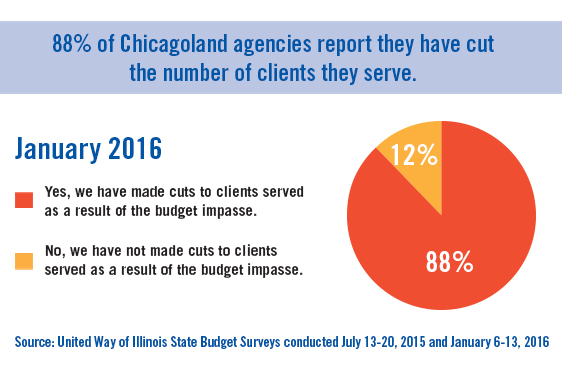 88% of Chicagoland agencies report they have cut
the number of clients they serve.
January 2016
Yes, we have made cuts to clients served
as a result of the budget impasse.
No, we have not made cuts to clients
served as a result of the budget impasse.
12%
88%
Source: United Way of Illinois State Budget Surveys conducted July 13-20, 2015 and January 6-13, 2016